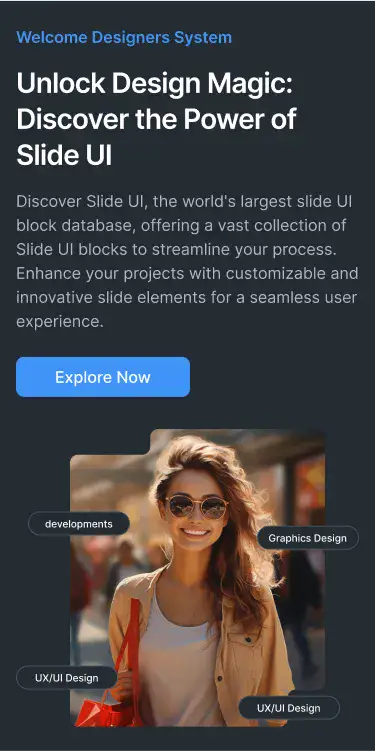 Welcome Designers System
Unlock Design Magic:
Discover the Power of
Slide UI
Discover Slide UI, the world's largest slide UI
block database, offering a vast collection of
Slide UI blocks to streamline your process.
Enhance your projects with customizable and
innovative slide elements for a seamless user
experience.
Explore Now
developments
Graphics Design
UX/UI Design
UX/UI Design